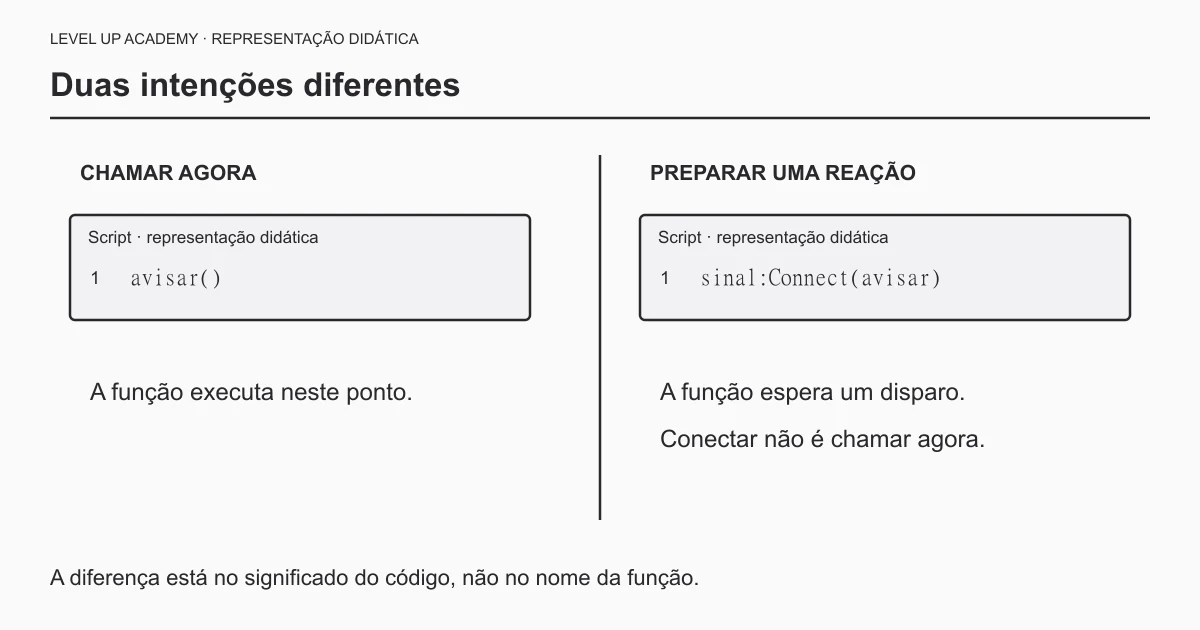 LEVEL UP ACADEMY · REPRESENTAÇÃO DIDÁTICA
Duas intenções diferentes
CHAMAR AGORA
Script · representação didática
1 avisar()
A função executa neste ponto.
PREPARAR UMA REAÇÃO
Script · representação didática
1 sinal:Connect(avisar)
A função espera um disparo.
Conectar não é chamar agora.
A diferença está no significado do código, não no nome da função.